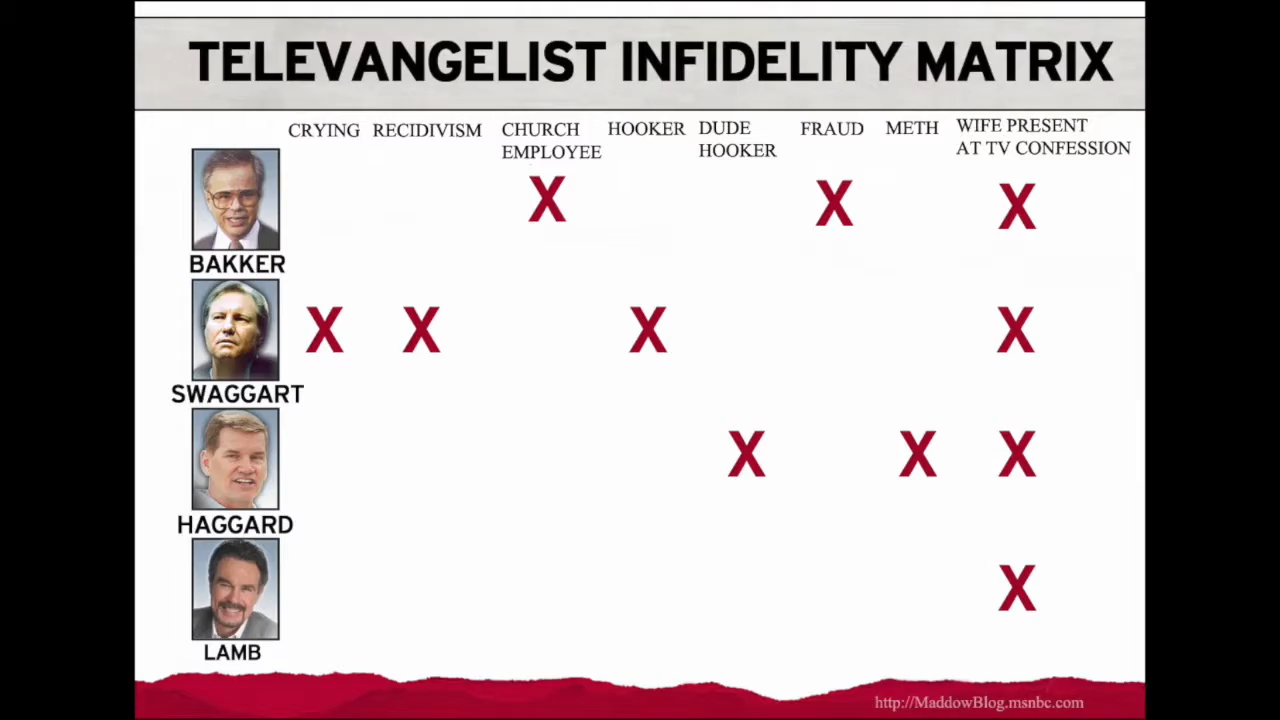 TELEVANGELIST INFIDELITY MATRIX
CRYING RECIDIVISM CHURCH EMPLOYEE HOOKER DUDE HOOKER FRAUD METH WIFE PRESENT AT TV CONFESSION
X X X
BAKKER
X X X X
SWAGGART
X X X
HAGGARD
X
LAMB
http://MaddowBlog.msnbc.com